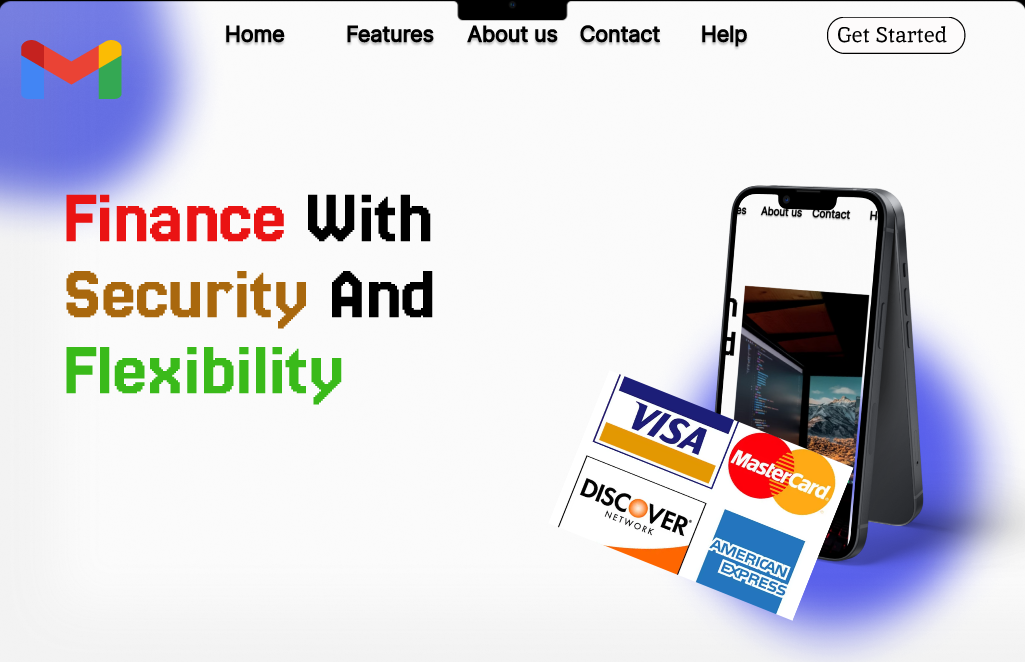 Home Features About us Contact Help Get Started
Finance With
Security And
Flexibility
es About us Contact H
VISA
MasterCard
DISCOVER
NETWORK
AMERICAN
EXPRESS